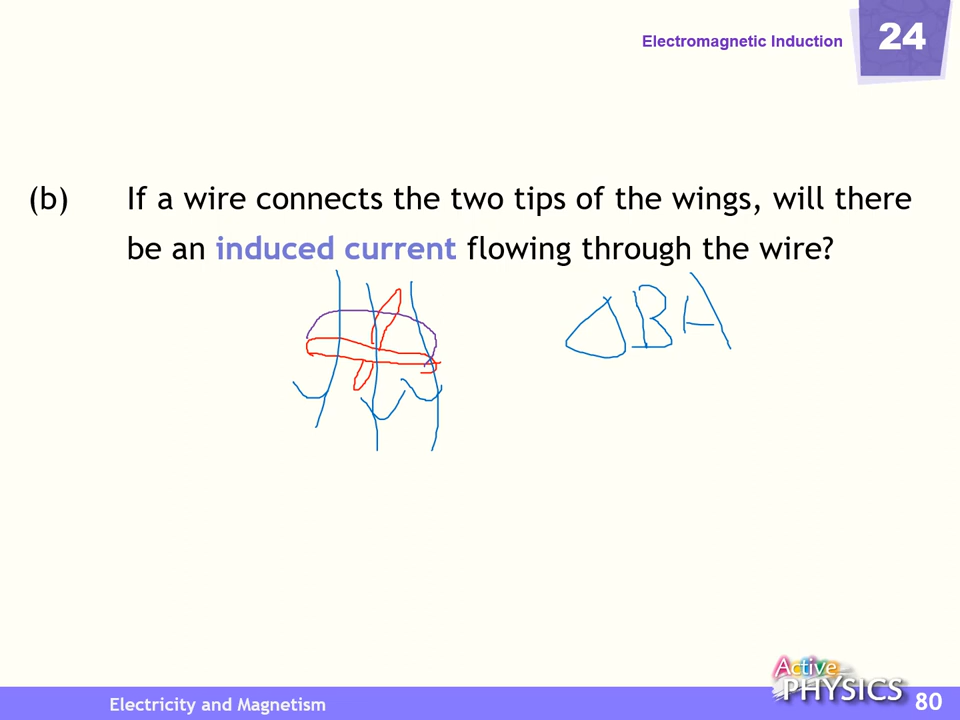 Electromagnetic Induction 24
(b) If a wire connects the two tips of the wings, will there
be an induced current flowing through the wire?
ΔBA
Active PHYSICS
Electricity and Magnetism 80